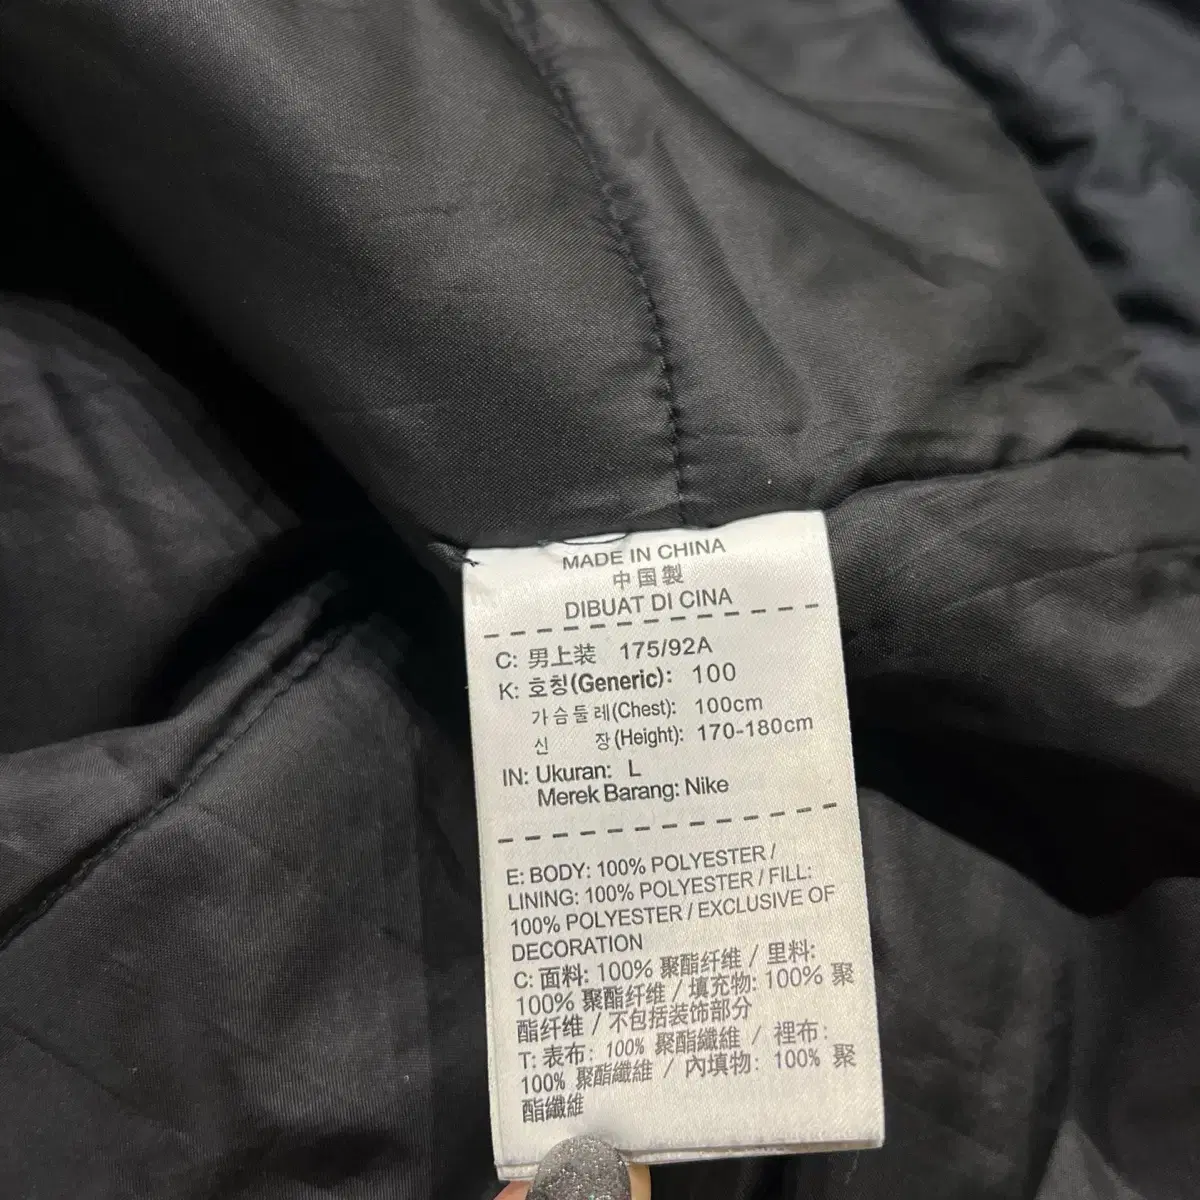 MADE IN CHINA
中国製
DIBUAT DI CINA
C: 男上装 175/92A
K: 호칭(Generic): 100
가슴둘레(Chest): 100cm
신 장(Height): 170-180cm
IN: Ukuran: L
Merek Barang: Nike
E: BODY: 100% POLYESTER /
LINING: 100% POLYESTER / FILL:
100% POLYESTER / EXCLUSIVE OF
DECORATION
C: 面料: 100% 聚酯纤维 / 里料:
100% 聚酯纤维 / 填充物: 100% 聚
酯纤维 / 不包括装饰部分
T: 表布: 100% 聚酯纖維 / 裡布:
100% 聚酯纖維 / 內填物: 100% 聚
酯纖維